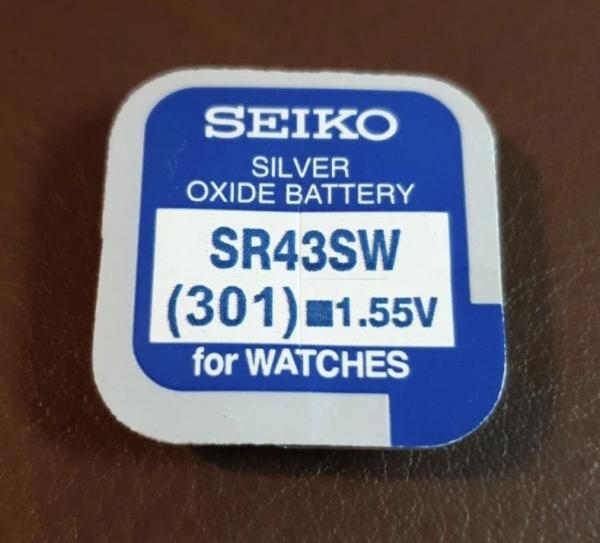 SEIKO
SILVER
OXIDE BATTERY
SR43SW
(301) ■1.55V
for WATCHES